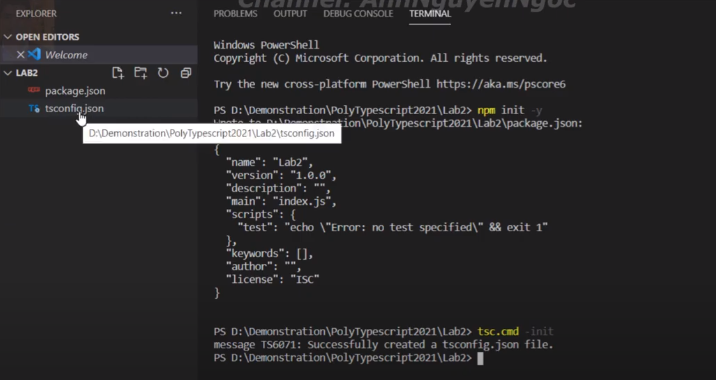 Channel: AnhNguyenNgoc
EXPLORER
PROBLEMS OUTPUT DEBUG CONSOLE TERMINAL
OPEN EDITORS
Welcome
LAB2
package.json
tsconfig.json
D:\Demonstration\PolyTypescript2021\Lab2\tsconfig.json
Windows PowerShell
Copyright (C) Microsoft Corporation. All rights reserved.
Try the new cross-platform PowerShell https://aka.ms/pscore6
PS D:\Demonstration\PolyTypescript2021\Lab2> npm init -y
Wrote to D:\Demonstration\PolyTypescript2021\Lab2\package.json:
{
"name": "Lab2",
"version": "1.0.0",
"description": "",
"main": "index.js",
"scripts": {
"test": "echo \"Error: no test specified\" && exit 1"
},
"keywords": [],
"author": "",
"license": "ISC"
}
PS D:\Demonstration\PolyTypescript2021\Lab2> tsc.cmd -init
message TS6071: Successfully created a tsconfig.json file.
PS D:\Demonstration\PolyTypescript2021\Lab2>